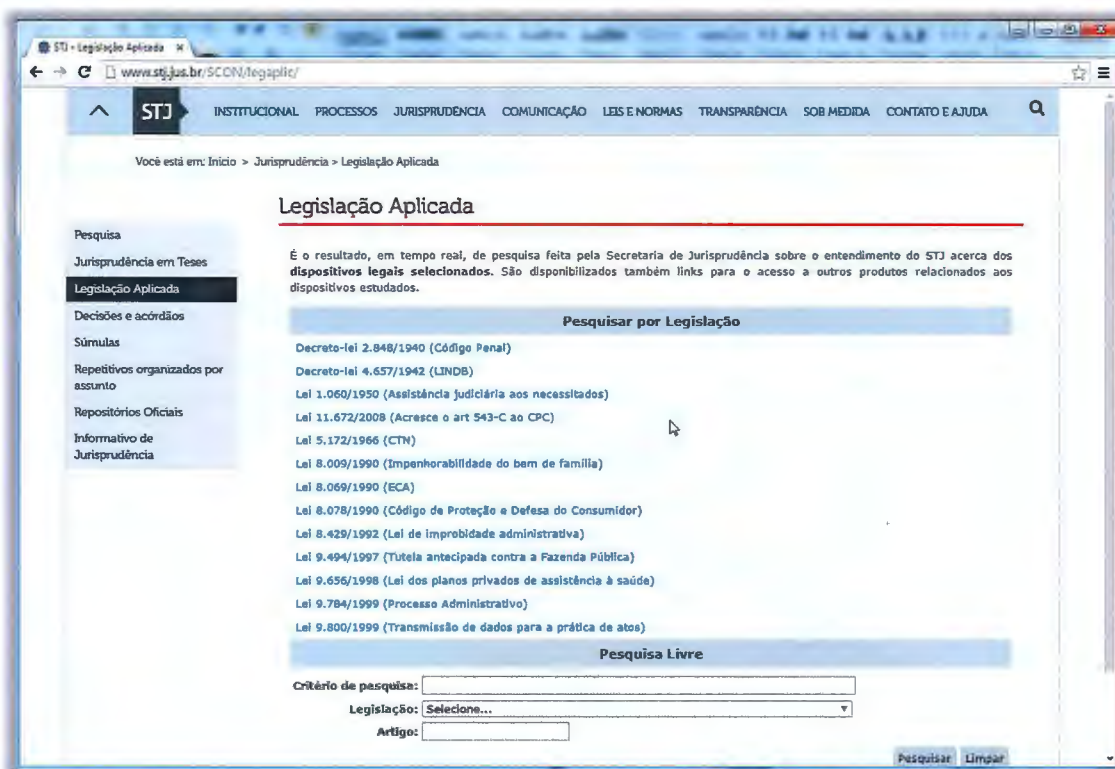 STJ - Legislação Aplicada
www.stj.jus.br/SCON/legaplic/
STJ
INSTITUCIONAL PROCESSOS JURISPRUDÊNCIA COMUNICAÇÃO LEIS E NORMAS TRANSPARÊNCIA SOB MEDIDA CONTATO E AJUDA
Você está em: Início > Jurisprudência > Legislação Aplicada
Pesquisa
Jurisprudência em Teses
Legislação Aplicada
Decisões e acórdãos
Súmulas
Repetitivos organizados por
assunto
Repositórios Oficiais
Informativo de
Jurisprudência
Legislação Aplicada
É o resultado, em tempo real, de pesquisa feita pela Secretaria de Jurisprudência sobre o entendimento do STJ acerca dos
dispositivos legais selecionados. São disponibilizados também links para o acesso a outros produtos relacionados aos
dispositivos estudados.
Pesquisar por Legislação
Decreto-lei 2.848/1940 (Código Penal)
Decreto-lei 4.657/1942 (LINDB)
Lei 1.060/1950 (Assistência judiciária aos necessitados)
Lei 11.672/2008 (Acresce o art 543-C ao CPC)
Lei 5.172/1966 (CTN)
Lei 8.009/1990 (Impenhorabilidade do bem de família)
Lei 8.069/1990 (ECA)
Lei 8.078/1990 (Código de Proteção e Defesa do Consumidor)
Lei 8.429/1992 (Lei de improbidade administrativa)
Lei 9.494/1997 (Tutela antecipada contra a Fazenda Pública)
Lei 9.656/1998 (Lei dos planos privados de assistência à saúde)
Lei 9.784/1999 (Processo Administrativo)
Lei 9.800/1999 (Transmissão de dados para a prática de atos)
Pesquisa Livre
Critério de pesquisa:
Legislação: Selecione...
Artigo:
Pesquisar Limpar